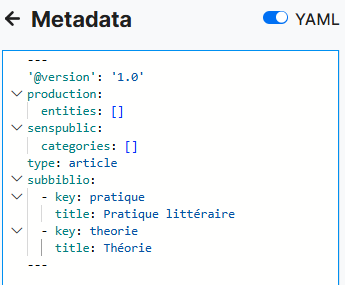 Metadata
YAML
---
'@version': '1.0'
production:
  entities: []
senspublic:
  categories: []
type: article
subbiblio:
  - key: pratique
    title: Pratique littéraire
  - key: theorie
    title: Théorie
---